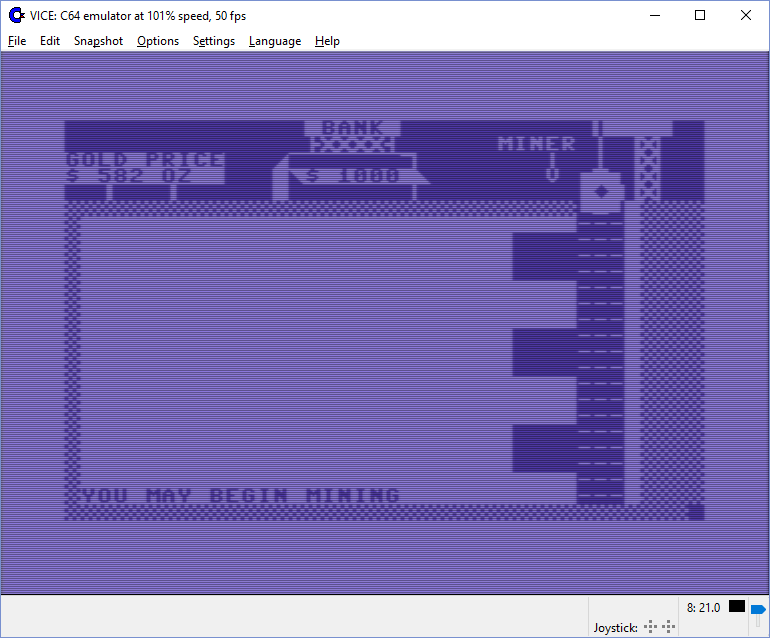 VICE: C64 emulator at 101% speed, 50 fps
File Edit Snapshot Options Settings Language Help
BANK
MINER
GOLD PRICE
$ 582 OZ
$ 1000
YOU MAY BEGIN MINING
8: 21.0
Joystick: